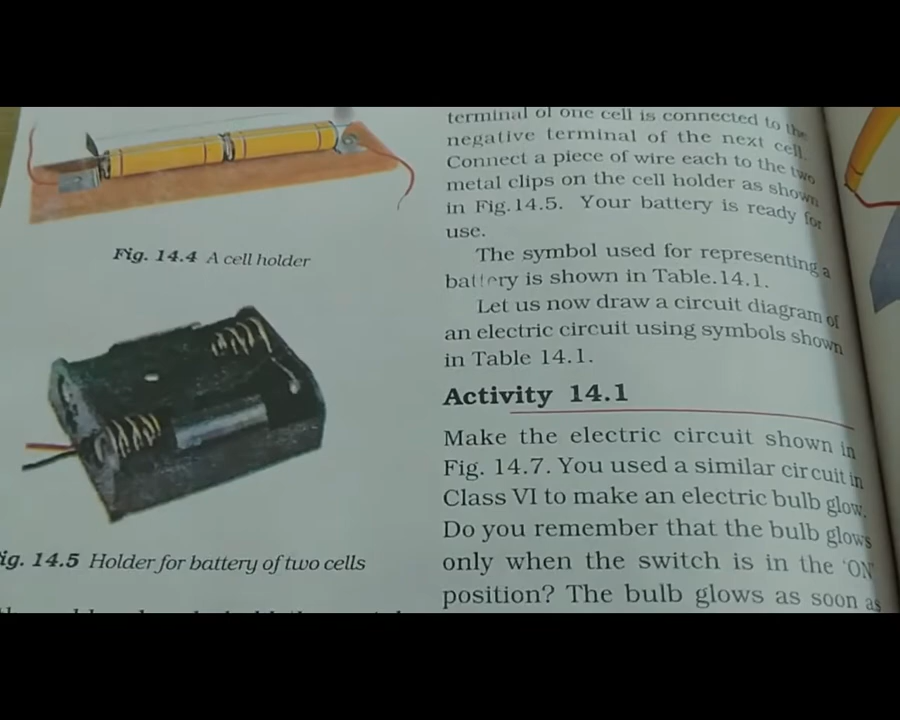 Fig. 14.4 A cell holder
ig. 14.5 Holder for battery of two cells
terminal of one cell is connected to the
negative terminal of the next cell.
Connect a piece of wire each to the two
metal clips on the cell holder as shown
in Fig.14.5. Your battery is ready for
use.
The symbol used for representing a
battery is shown in Table.14.1.
Let us now draw a circuit diagram of
an electric circuit using symbols shown
in Table 14.1.
Activity 14.1
Make the electric circuit shown in
Fig. 14.7. You used a similar circuit in
Class VI to make an electric bulb glow.
Do you remember that the bulb glows
only when the switch is in the ‘ON’
position? The bulb glows as soon as